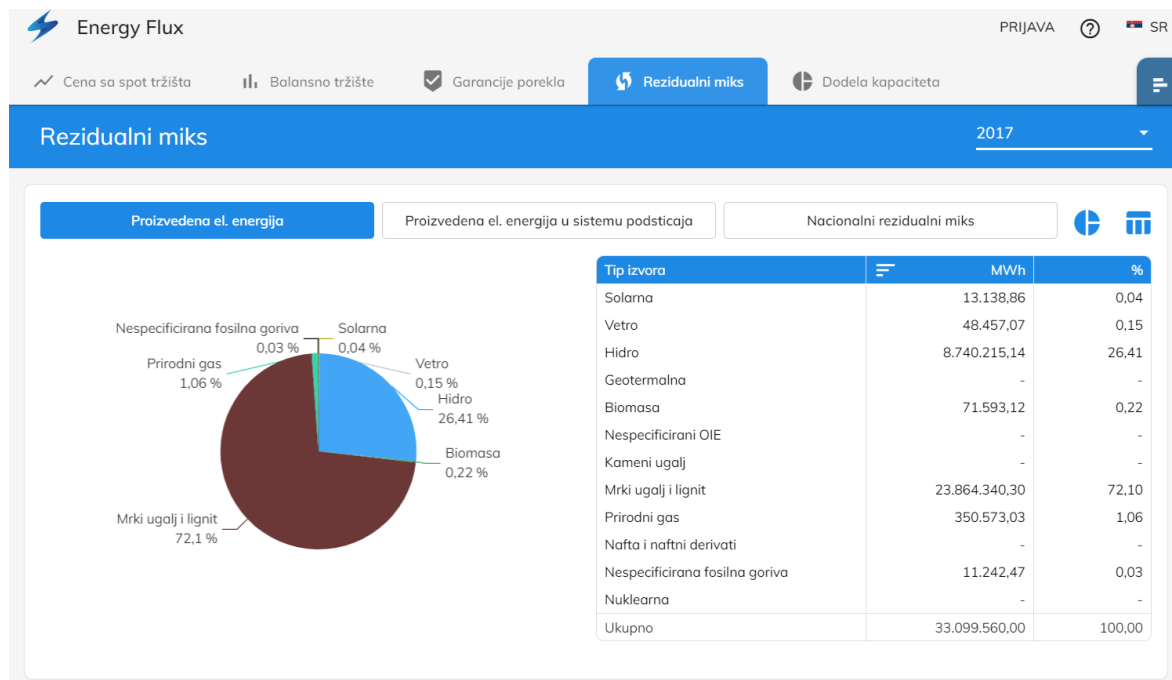 Energy Flux
PRIJAVA
SR
Cena sa spot tržišta
Balansno tržište
Garancije porekla
Rezidualni miks
Dodela kapaciteta
Rezidualni miks
2017
Proizvedena el. energija
Proizvedena el. energija u sistemu podsticaja
Nacionalni rezidualni miks
Nespecificirana fosilna goriva
0,03 %
Solarna
0,04 %
Prirodni gas
1,06 %
Vetro
0,15 %
Hidro
26,41 %
Biomasa
0,22 %
Mrki ugalj i lignit
72,1 %
Tip izvora MWh %
Solarna 13.138,86 0,04
Vetro 48.457,07 0,15
Hidro 8.740.215,14 26,41
Geotermalna - -
Biomasa 71.593,12 0,22
Nespecificirani OIE - -
Kameni ugalj - -
Mrki ugalj i lignit 23.864.340,30 72,10
Prirodni gas 350.573,03 1,06
Nafta i naftni derivati - -
Nespecificirana fosilna goriva 11.242,47 0,03
Nuklearna - -
Ukupno 33.099.560,00 100,00